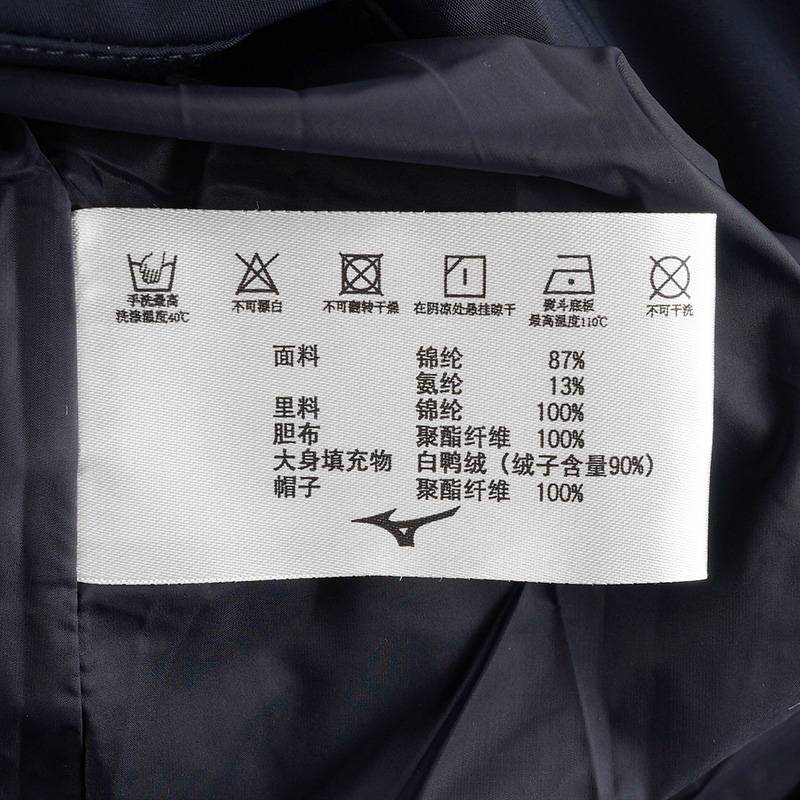 手洗最高
洗涤温度40℃
不可漂白
不可翻转干燥
在阴凉处悬挂晾干
熨斗底板
最高温度110℃
不可干洗
面料 锦纶 87%
氨纶 13%
里料 锦纶 100%
胆布 聚酯纤维 100%
大身填充物 白鸭绒（绒子含量90%）
帽子 聚酯纤维 100%